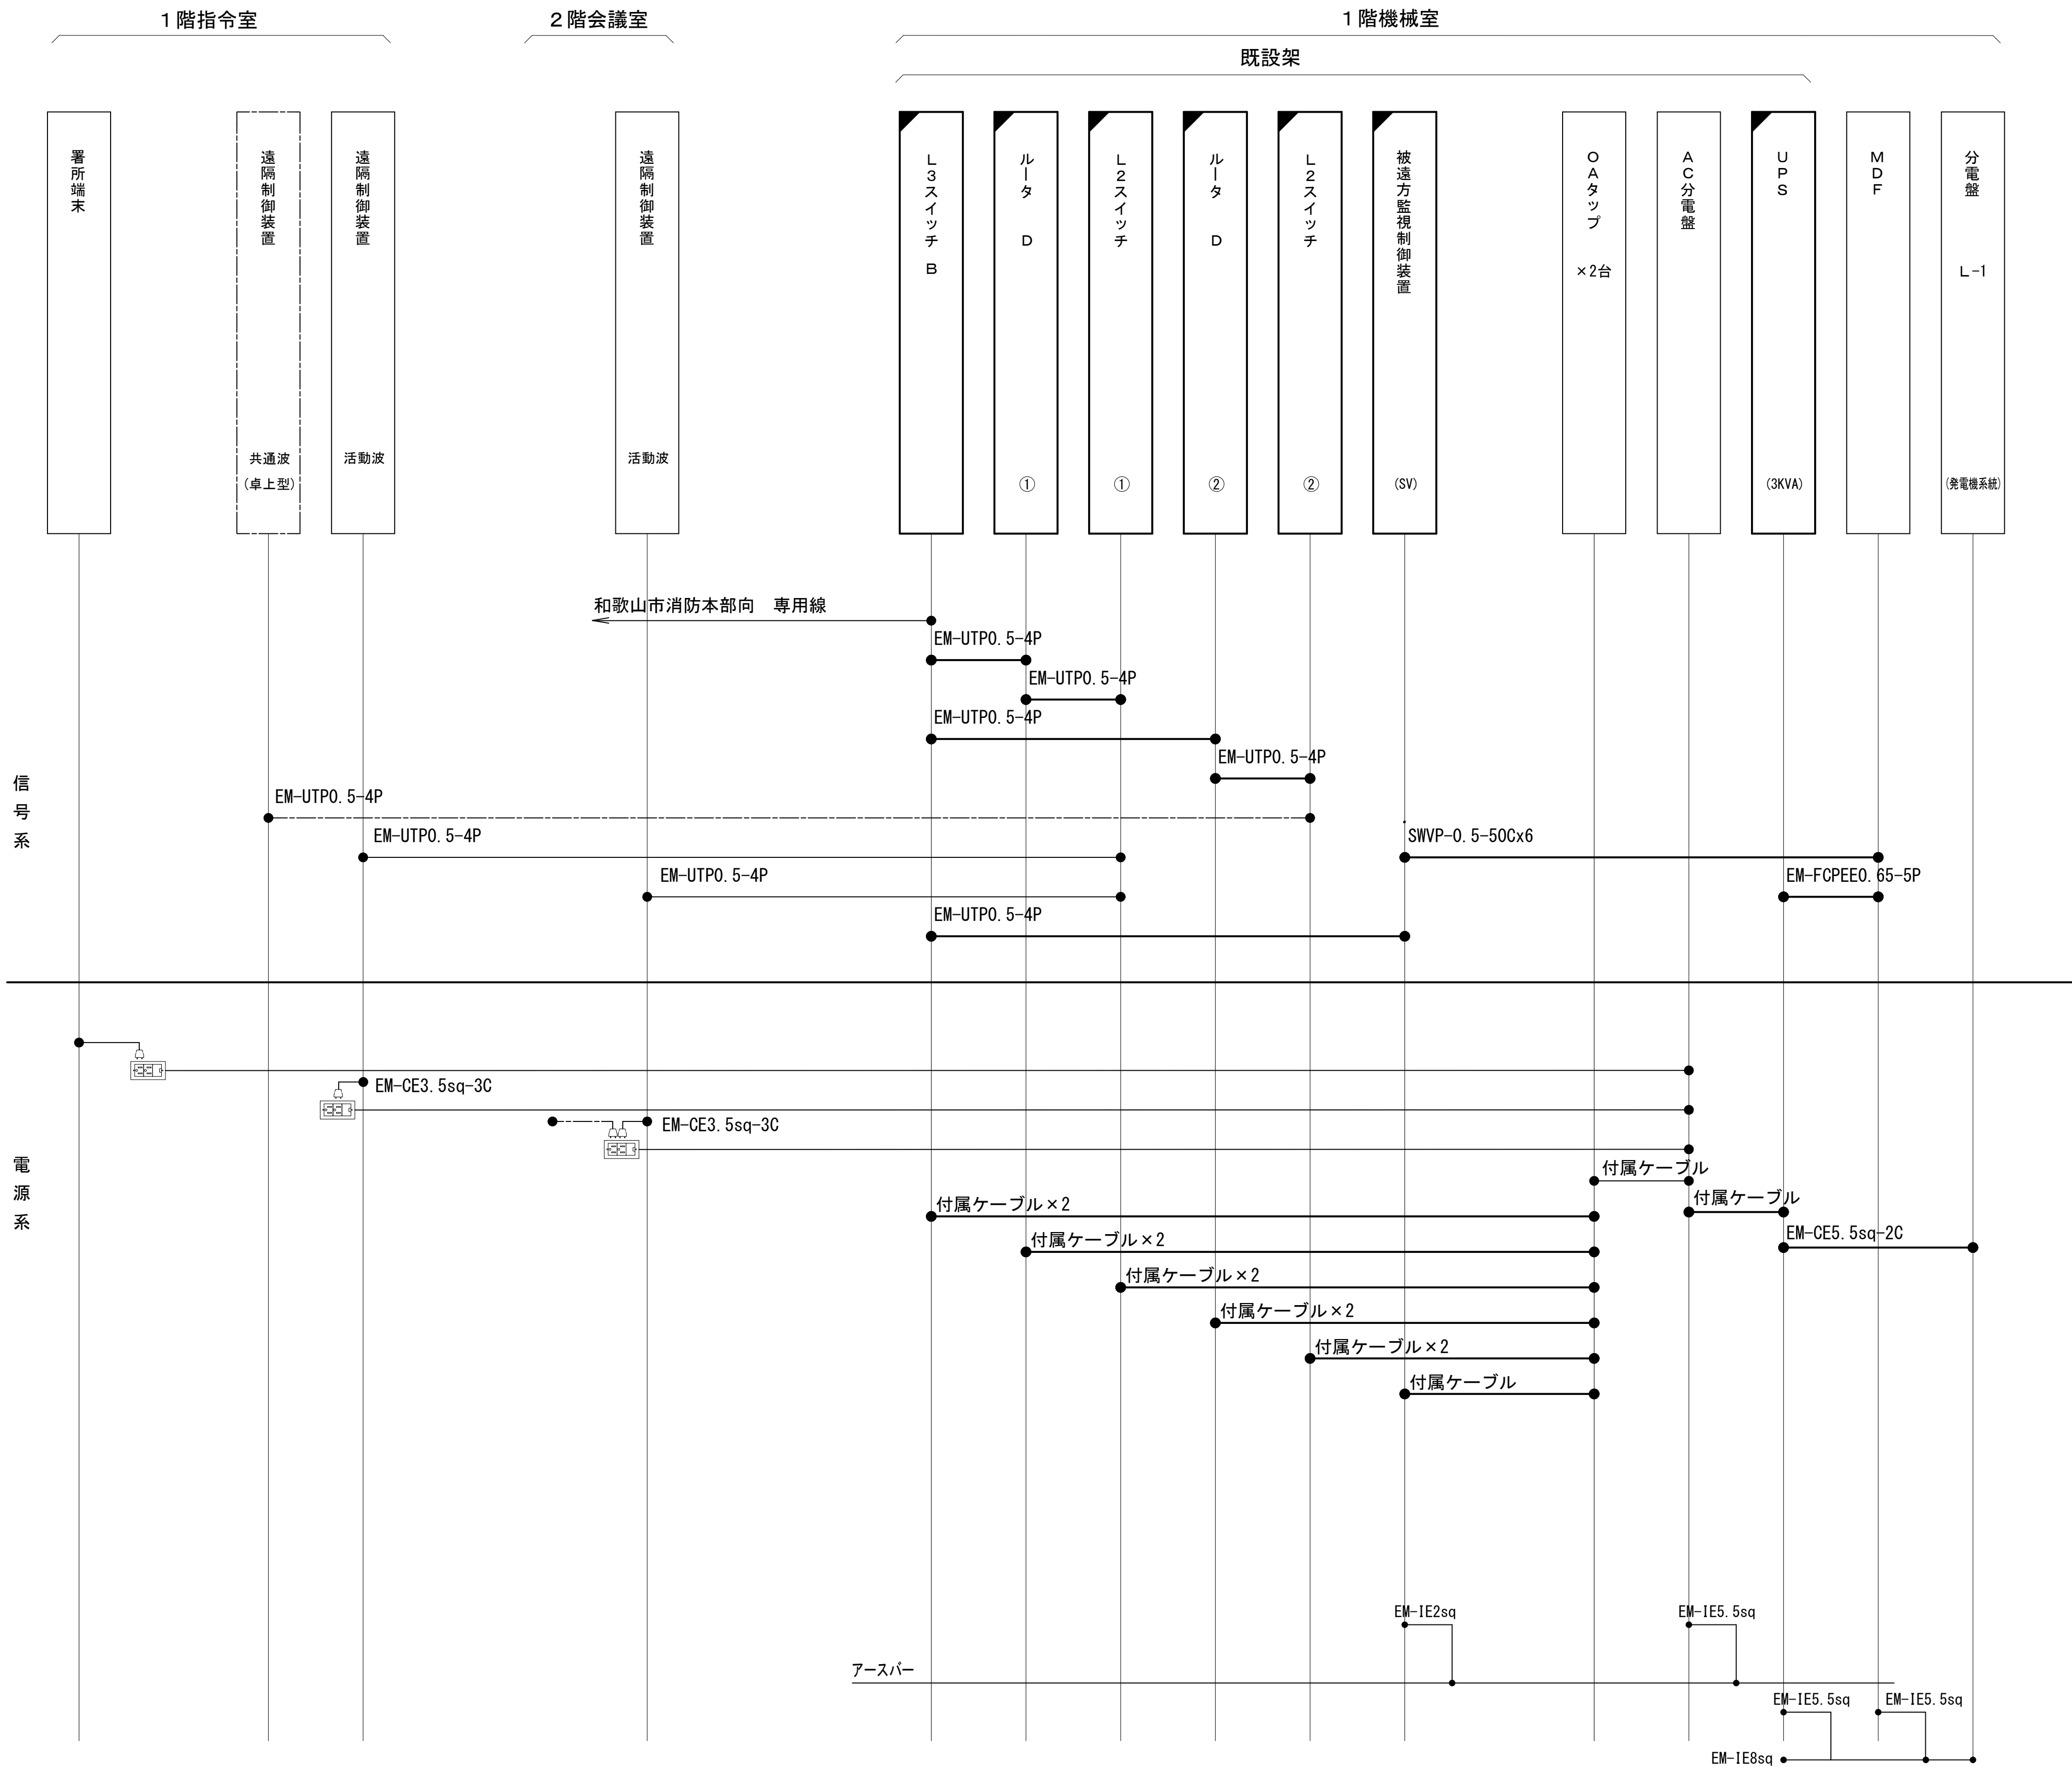 １階指令室
２階会議室
１階機械室
既設架
署所端末
遠隔制御装置
共通波
(卓上型)
遠隔制御装置
活動波
遠隔制御装置
活動波
L3スイッチ B
ルータ D
①
L2スイッチ
①
ルータ D
②
L2スイッチ
②
被遠方監視制御装置
(SV)
OAタップ
×2台
AC分電盤
UPS
(3KVA)
MDF
分電盤
L-1
(発電機系統)
信号系
和歌山市消防本部向　専用線
EM-UTP0.5-4P
EM-UTP0.5-4P
EM-UTP0.5-4P
EM-UTP0.5-4P
EM-UTP0.5-4P
EM-UTP0.5-4P
SWVP-0.5-50Cx6
EM-UTP0.5-4P
EM-FCPEE0.65-5P
EM-UTP0.5-4P
電源系
EM-CE3.5sq-3C
EM-CE3.5sq-3C
付属ケーブル
付属ケーブル×2
付属ケーブル
付属ケーブル×2
EM-CE5.5sq-2C
付属ケーブル×2
付属ケーブル×2
付属ケーブル×2
付属ケーブル
EM-IE2sq
EM-IE5.5sq
アースバー
EM-IE5.5sq
EM-IE5.5sq
EM-IE8sq